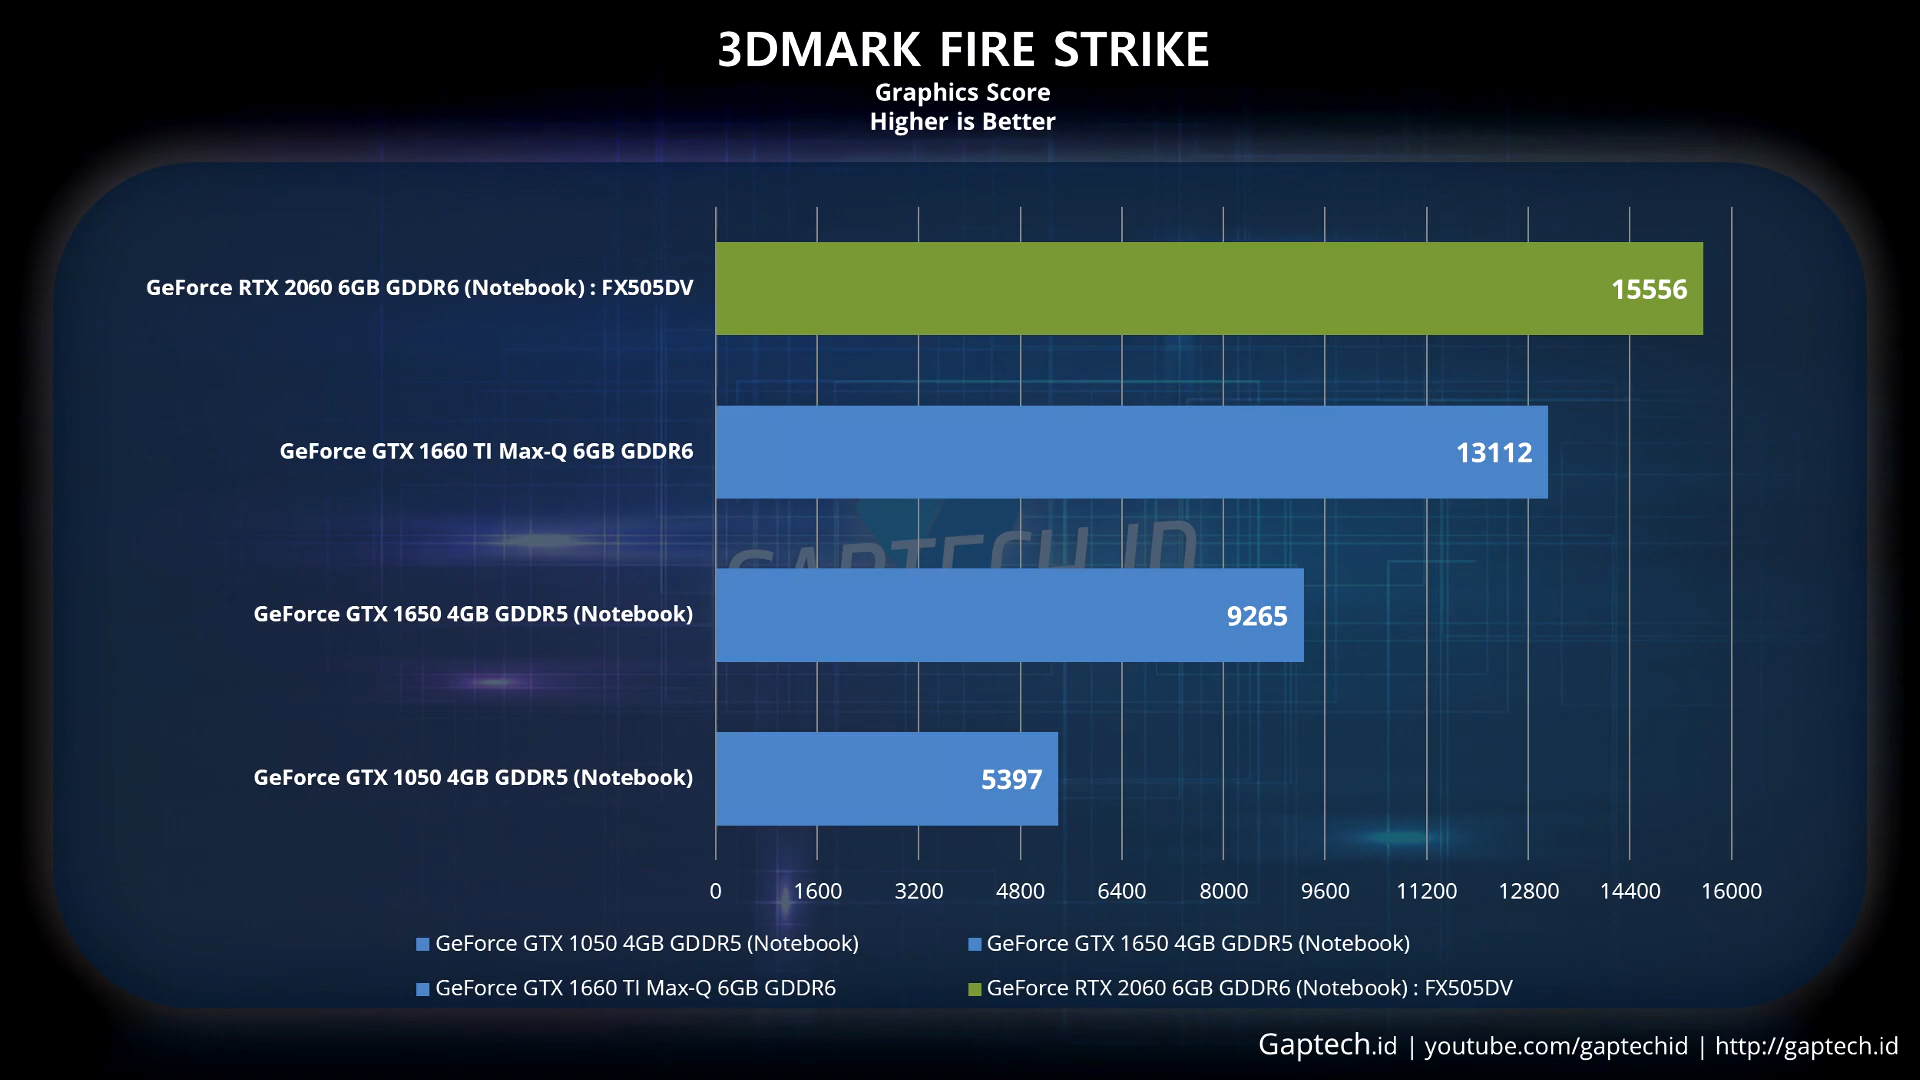 3DMARK FIRE STRIKE
Graphics Score
Higher is Better
GeForce RTX 2060 6GB GDDR6 (Notebook) : FX505DV
15556
GeForce GTX 1660 TI Max-Q 6GB GDDR6
13112
GAPTECH.ID
GeForce GTX 1650 4GB GDDR5 (Notebook)
9265
GeForce GTX 1050 4GB GDDR5 (Notebook)
5397
0 1600 3200 4800 6400 8000 9600 11200 12800 14400 16000
GeForce GTX 1050 4GB GDDR5 (Notebook) GeForce GTX 1650 4GB GDDR5 (Notebook)
GeForce GTX 1660 TI Max-Q 6GB GDDR6 GeForce RTX 2060 6GB GDDR6 (Notebook) : FX505DV
Gaptech.id | youtube.com/gaptechid | http://gaptech.id